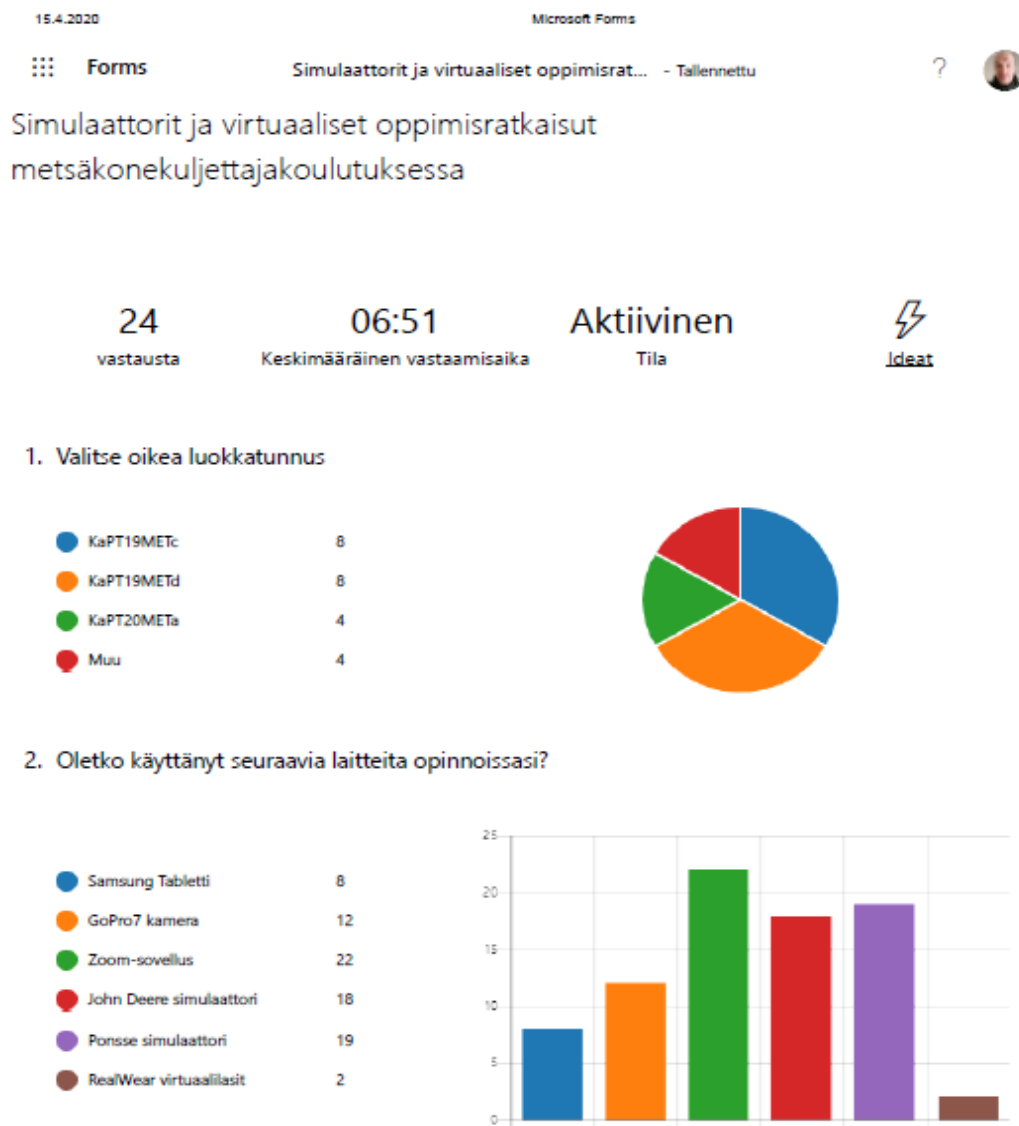 15.4.2020 Microsoft Forms
Forms Simulaattorit ja virtuaaliset oppimisrat... - Tallennettu ?
Simulaattorit ja virtuaaliset oppimisratkaisut
metsäkonekuljettajakoulutuksessa
24 06:51 Aktiivinen
vastausta Keskimääräinen vastaamisaika Tila Ideat
1. Valitse oikea luokkatunnus
KaPT19METc 8
KaPT19METd 8
KaPT20METa 4
Muu 4
2. Oletko käyttänyt seuraavia laitteita opinnoissasi?
Samsung Tabletti 8
GoPro7 kamera 12
Zoom-sovellus 22
John Deere simulaattori 18
Ponsse simulaattori 19
RealWear virtuaalilasit 2
25
20
15
10
5
0